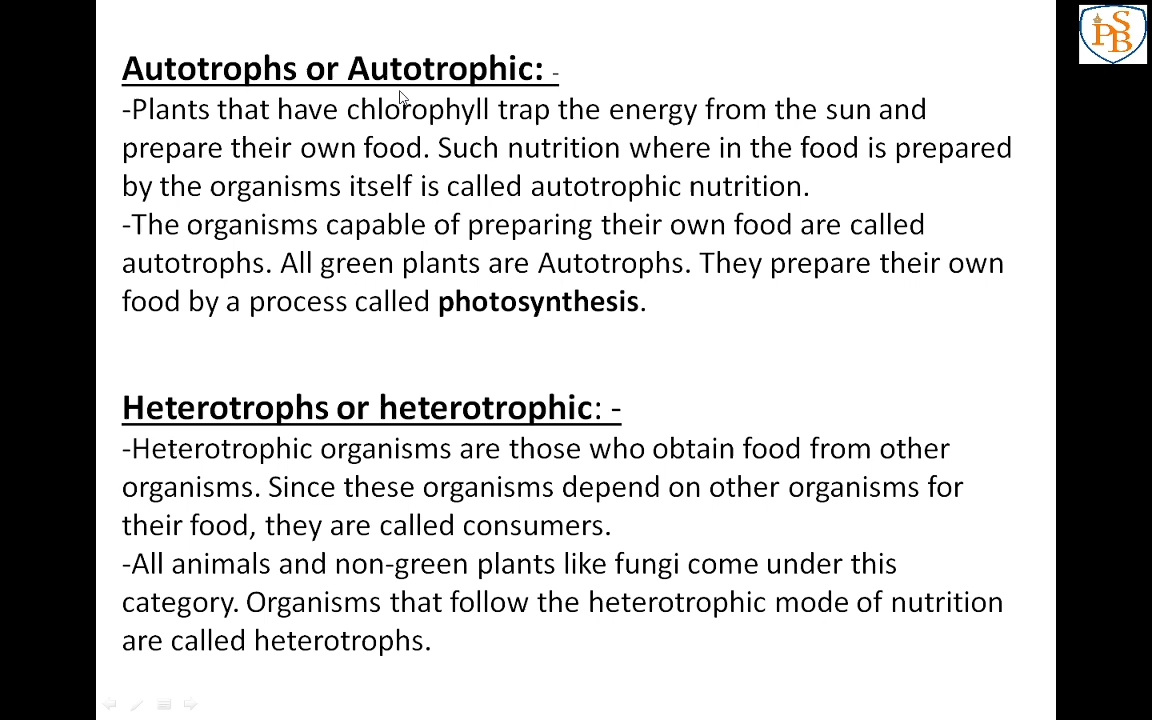 PSB
Autotrophs or Autotrophic: -
-Plants that have chlorophyll trap the energy from the sun and
prepare their own food. Such nutrition where in the food is prepared
by the organisms itself is called autotrophic nutrition.
-The organisms capable of preparing their own food are called
autotrophs. All green plants are Autotrophs. They prepare their own
food by a process called photosynthesis.
Heterotrophs or heterotrophic: -
-Heterotrophic organisms are those who obtain food from other
organisms. Since these organisms depend on other organisms for
their food, they are called consumers.
-All animals and non-green plants like fungi come under this
category. Organisms that follow the heterotrophic mode of nutrition
are called heterotrophs.